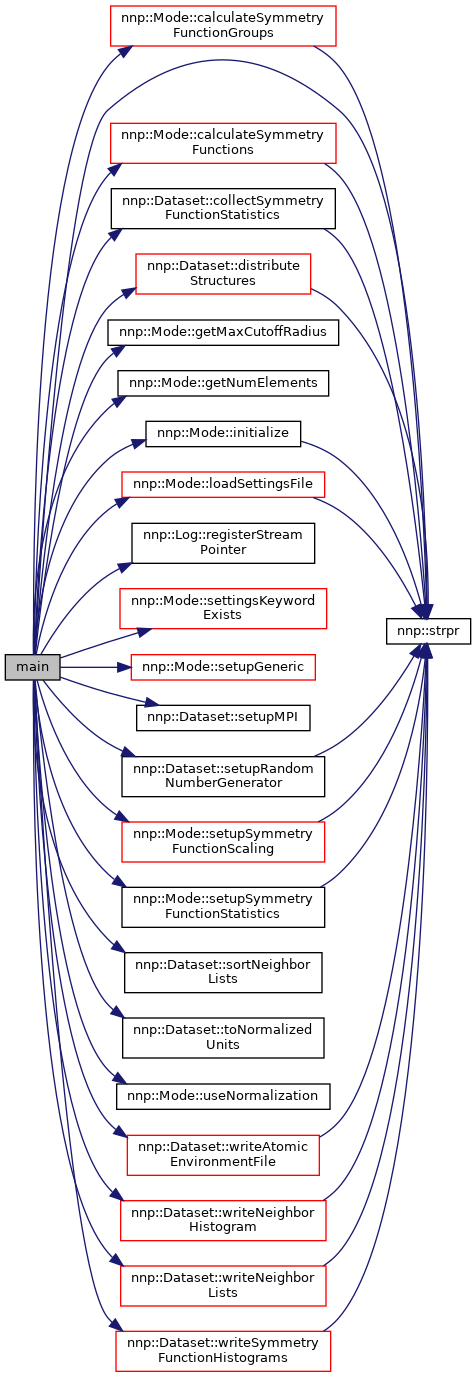 nnp::Mode::calculateSymmetry
FunctionGroups
nnp::Mode::calculateSymmetry
Functions
nnp::Dataset::collectSymmetry
FunctionStatistics
nnp::Dataset::distribute
Structures
nnp::Mode::getMaxCutoffRadius
nnp::Mode::getNumElements
nnp::Mode::initialize
nnp::Mode::loadSettingsFile
nnp::Log::registerStream
Pointer
nnp::Mode::settingsKeyword
Exists
nnp::strpr
main
nnp::Mode::setupGeneric
nnp::Dataset::setupMPI
nnp::Dataset::setupRandom
NumberGenerator
nnp::Mode::setupSymmetry
FunctionScaling
nnp::Mode::setupSymmetry
FunctionStatistics
nnp::Dataset::sortNeighbor
Lists
nnp::Dataset::toNormalized
Units
nnp::Mode::useNormalization
nnp::Dataset::writeAtomic
EnvironmentFile
nnp::Dataset::writeNeighbor
Histogram
nnp::Dataset::writeNeighbor
Lists
nnp::Dataset::writeSymmetry
FunctionHistograms